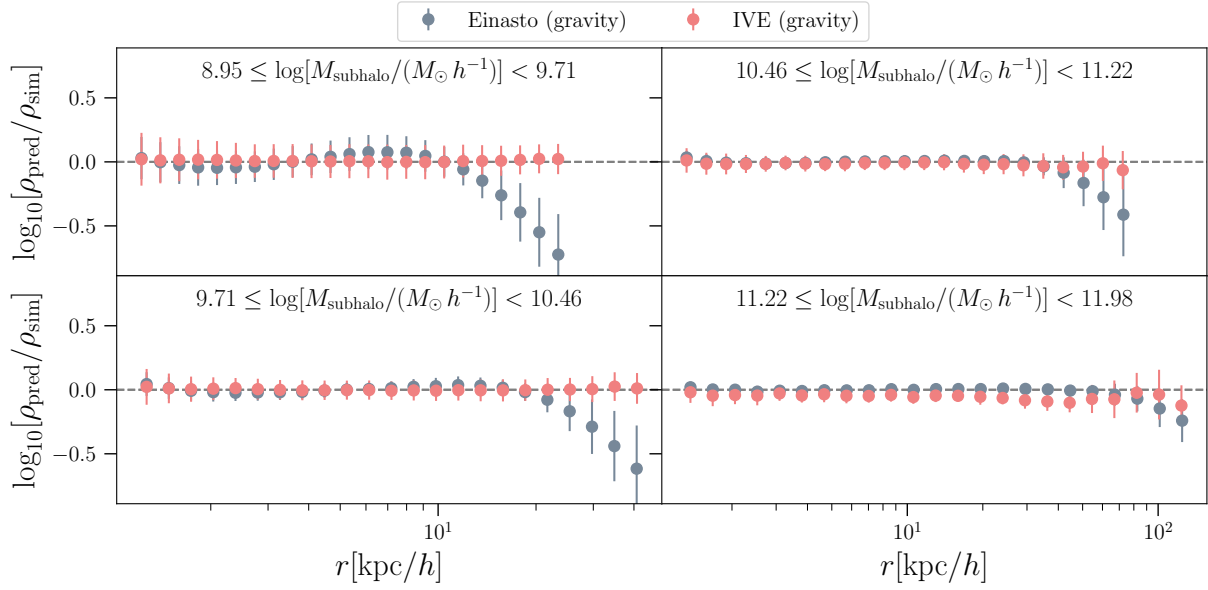 Einasto (gravity) IVE (gravity)
8.95 ≤ log[M_subhalo/(M_⊙ h^−1)] < 9.71
10.46 ≤ log[M_subhalo/(M_⊙ h^−1)] < 11.22
log_10[ρ_pred/ρ_sim]
0.5
0.0
−0.5
9.71 ≤ log[M_subhalo/(M_⊙ h^−1)] < 10.46
11.22 ≤ log[M_subhalo/(M_⊙ h^−1)] < 11.98
log_10[ρ_pred/ρ_sim]
0.5
0.0
−0.5
10^1
10^1 10^2
r[kpc/h]
r[kpc/h]